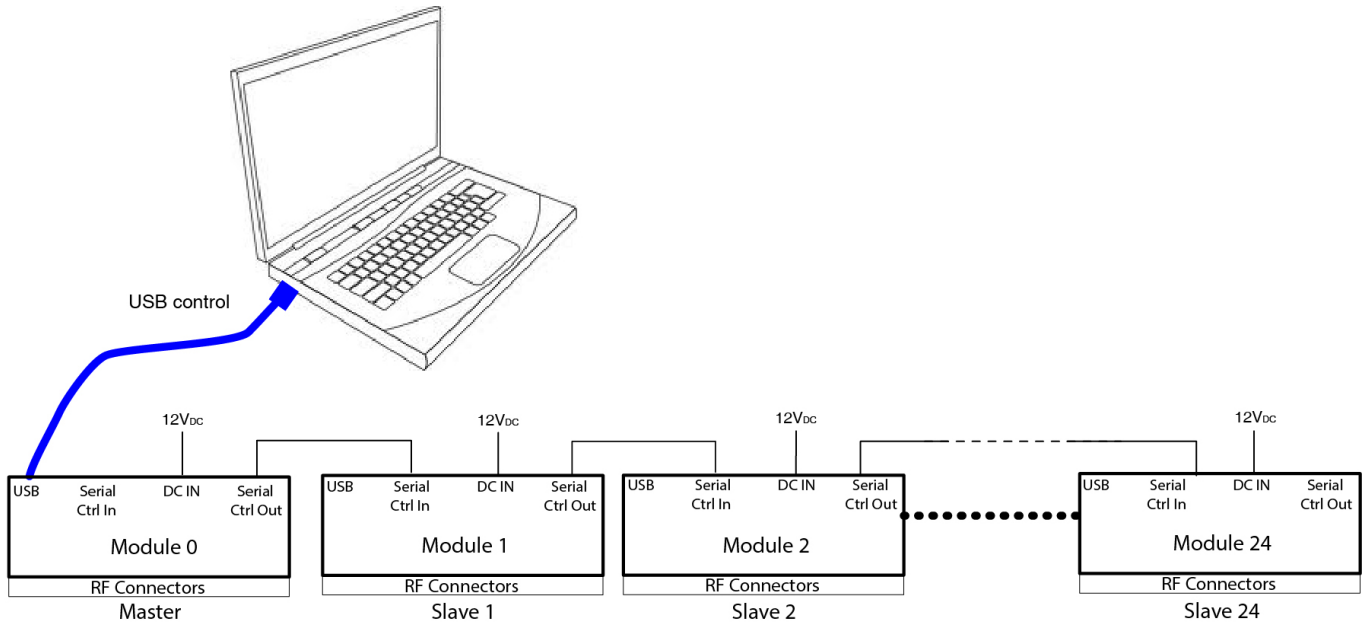 USB control
12VDC
12VDC
12VDC
12VDC
USB
Serial
Ctrl In
DC IN
Serial
Ctrl Out
Module 0
RF Connectors
Master
USB
Serial
Ctrl In
DC IN
Serial
Ctrl Out
Module 1
RF Connectors
Slave 1
USB
Serial
Ctrl In
DC IN
Serial
Ctrl Out
Module 2
RF Connectors
Slave 2
USB
Serial
Ctrl In
DC IN
Serial
Ctrl Out
Module 24
RF Connectors
Slave 24